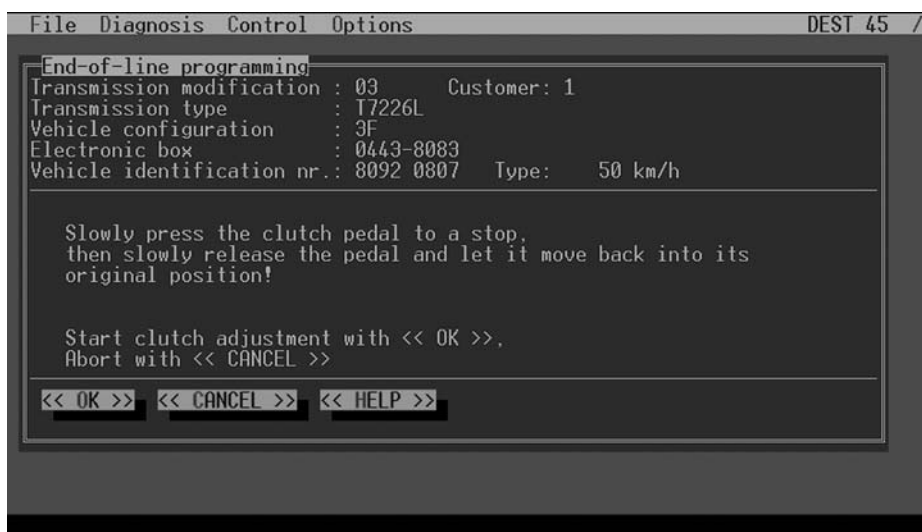 File Diagnosis Control Options DEST 45 /
End-of-line programming
Transmission modification : 03 Customer: 1
Transmission type : T7226L
Vehicle configuration : 3F
Electronic box : 0443-8083
Vehicle identification nr.: 8092 0807 Type: 50 km/h
Slowly press the clutch pedal to a stop,
then slowly release the pedal and let it move back into its
original position!
Start clutch adjustment with << OK >>,
Abort with << CANCEL >>
<< OK >> << CANCEL >> << HELP >>